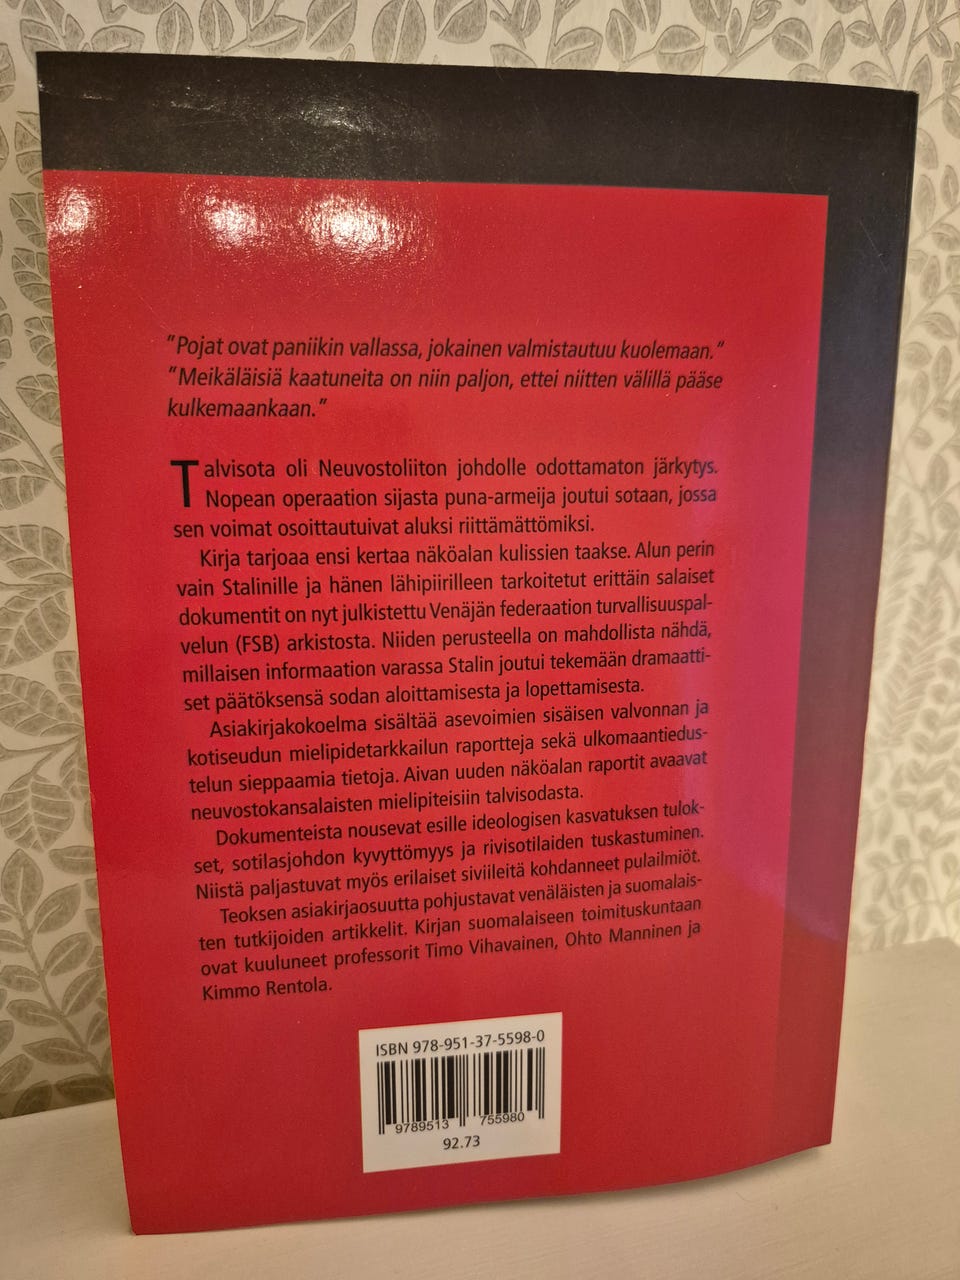 "Pojat ovat paniikin vallassa, jokainen valmistautuu kuolemaan."
"Meikäläisiä kaatuneita on niin paljon, ettei niitten välillä pääse
kulkemaankaan."
Talvisota oli Neuvostoliiton johdolle odottamaton järkytys.
Nopean operaation sijasta puna-armeija joutui sotaan, jossa
sen voimat osoittautuivat aluksi riittämättömiksi.
Kirja tarjoaa ensi kertaa näköalan kulissien taakse. Alun perin
vain Stalinille ja hänen lähipiirilleen tarkoitetut erittäin salaiset
dokumentit on nyt julkistettu Venäjän federaation turvallisuuspal-
velun (FSB) arkistosta. Niiden perusteella on mahdollista nähdä,
millaisen informaation varassa Stalin joutui tekemään dramaatti-
set päätöksensä sodan aloittamisesta ja lopettamisesta.
Asiakirjakokoelma sisältää asevoimien sisäisen valvonnan ja
kotiseudun mielipidetarkkailun raportteja sekä ulkomaantiedus-
telun sieppaamia tietoja. Aivan uuden näköalan raportit avaavat
neuvostokansalaisten mielipiteisiin talvisodasta.
Dokumenteista nousevat esille ideologisen kasvatuksen tulok-
set, sotilasjohdon kyvyttömyys ja rivisotilaiden tuskastuminen.
Niistä paljastuvat myös erilaiset siviileitä kohdanneet pulailmiöt.
Teoksen asiakirjaosuutta pohjustavat venäläisten ja suomalais-
ten tutkijoiden artikkelit. Kirjan suomalaiseen toimituskuntaan
ovat kuuluneet professorit Timo Vihavainen, Ohto Manninen ja
Kimmo Rentola.
ISBN 978-951-37-5598-0
9789513 755980
92.73